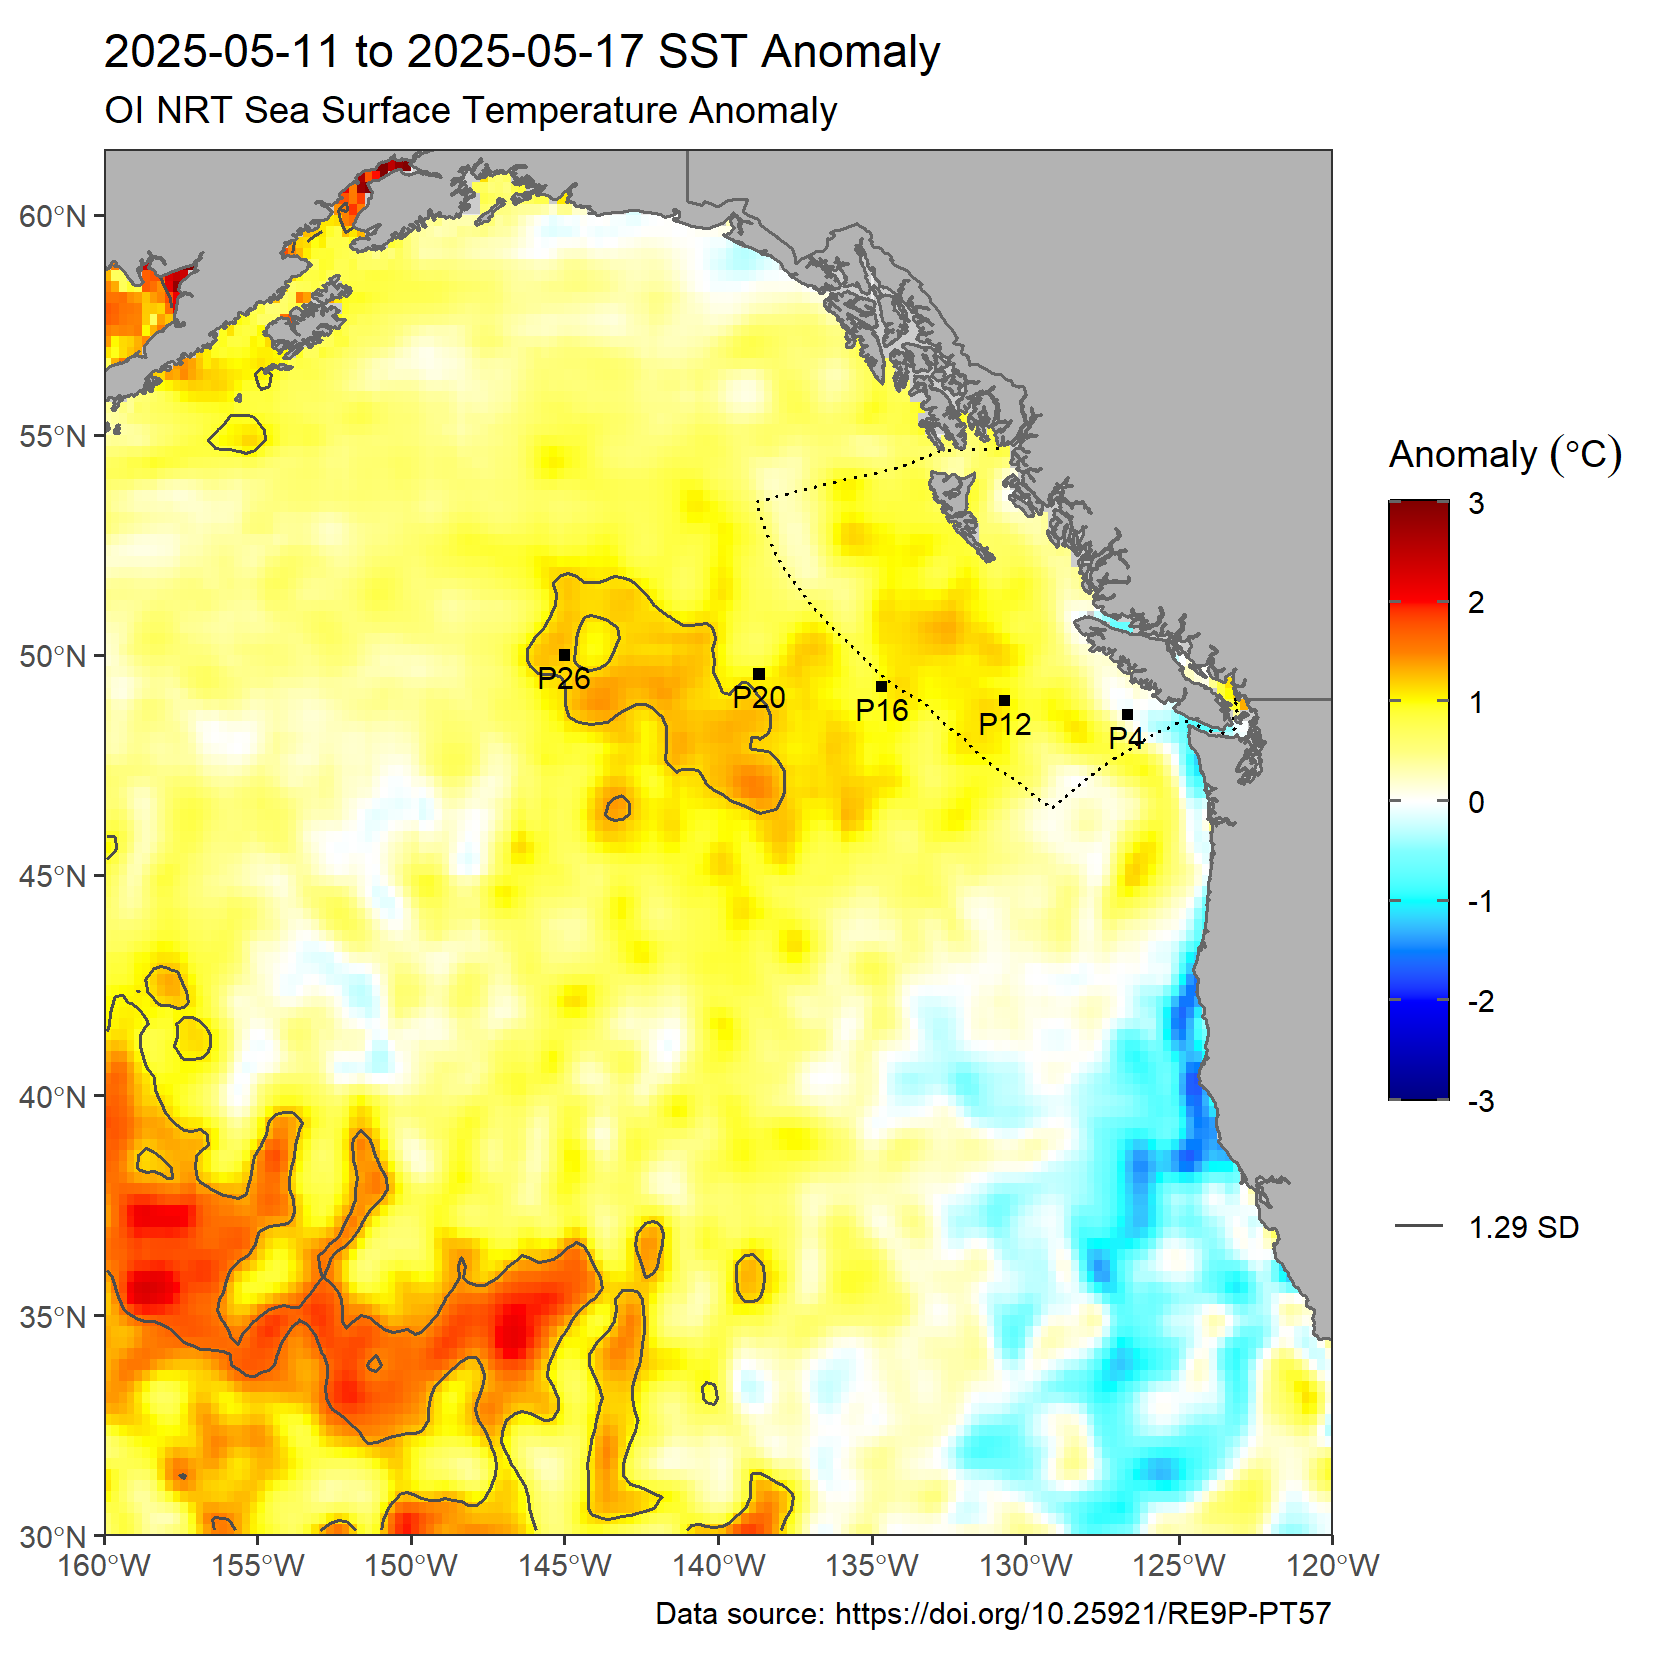 2025-05-11 to 2025-05-17 SST Anomaly
OI NRT Sea Surface Temperature Anomaly
60°N
55°N
50°N
45°N
40°N
35°N
30°N
P26
P20
P16
P12
P4
160°W
155°W
150°W
145°W
140°W
135°W
130°W
125°W
120°W
Anomaly (°C)
3
2
1
0
-1
-2
-3
1.29 SD
Data source: https://doi.org/10.25921/RE9P-PT57